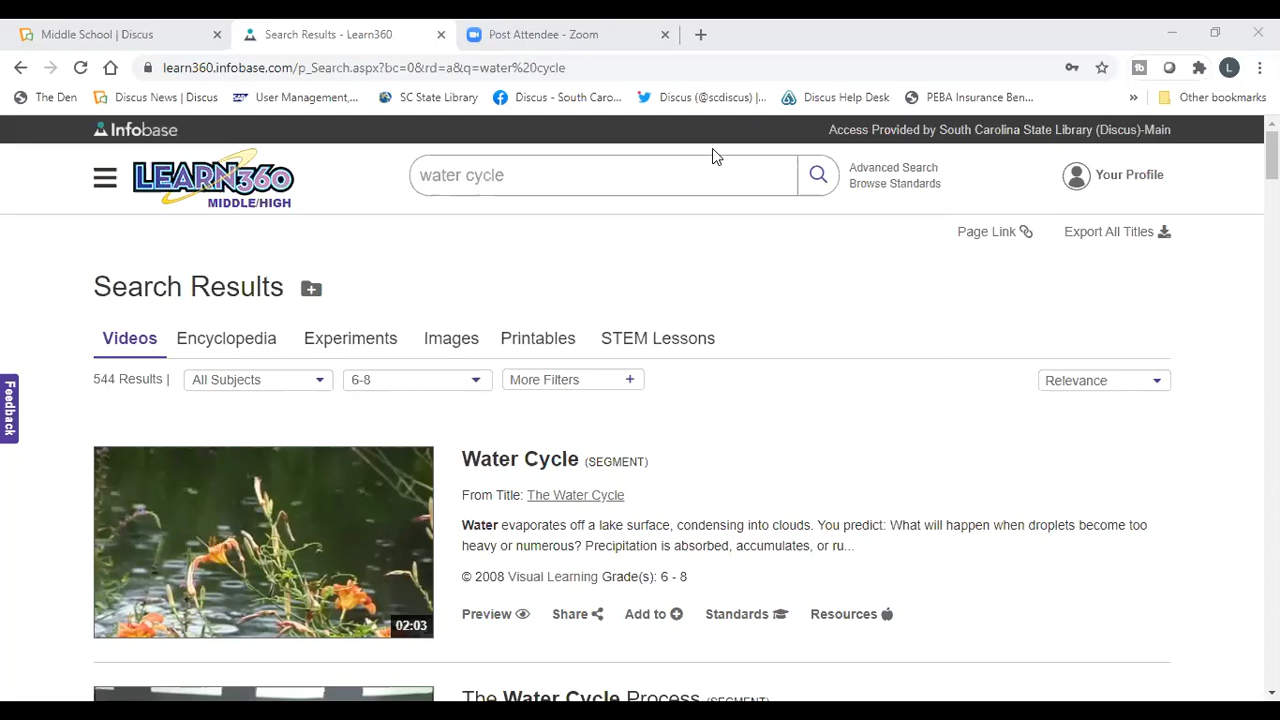 Middle School | Discus
Search Results - Learn360
Post Attendee - Zoom
learn360.infobase.com/p_Search.aspx?bc=0&rd=a&q=water%20cycle
The Den
Discus News | Discus
User Management,...
SC State Library
Discus - South Caro...
Discus (@scdiscus) |...
Discus Help Desk
PEBA Insurance Ben...
»
Other bookmarks
Infobase
Access Provided by South Carolina State Library (Discus)-Main
LEARN360
MIDDLE/HIGH
water cycle
Advanced Search
Browse Standards
Your Profile
Page Link
Export All Titles
Search Results
Videos Encyclopedia Experiments Images Printables STEM Lessons
544 Results | All Subjects 6-8 More Filters + Relevance
Feedback
Water Cycle (SEGMENT)
From Title: The Water Cycle
Water evaporates off a lake surface, condensing into clouds. You predict: What will happen when droplets become too
heavy or numerous? Precipitation is absorbed, accumulates, or ru...
© 2008 Visual Learning Grade(s): 6 - 8
Preview Share Add to Standards Resources
02:03
The Water Cycle Process (SEGMENT)